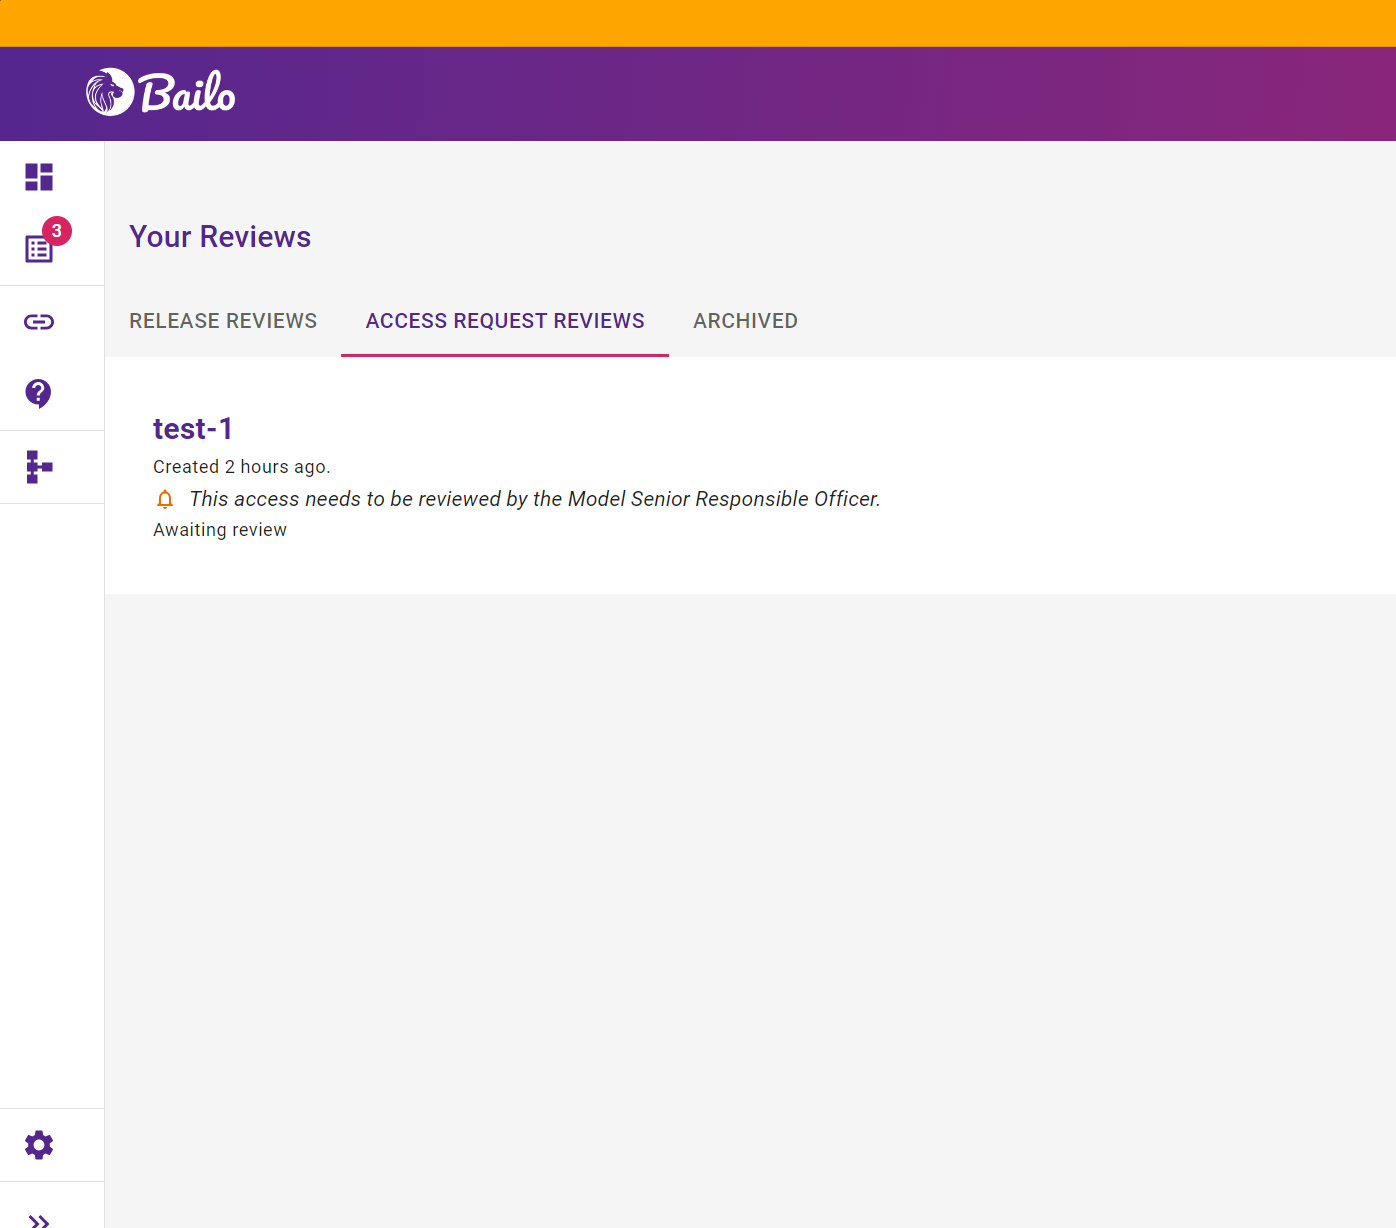 Bailo
3
Your Reviews
RELEASE REVIEWS
ACCESS REQUEST REVIEWS
ARCHIVED
test-1
Created 2 hours ago.
This access needs to be reviewed by the Model Senior Responsible Officer.
Awaiting review